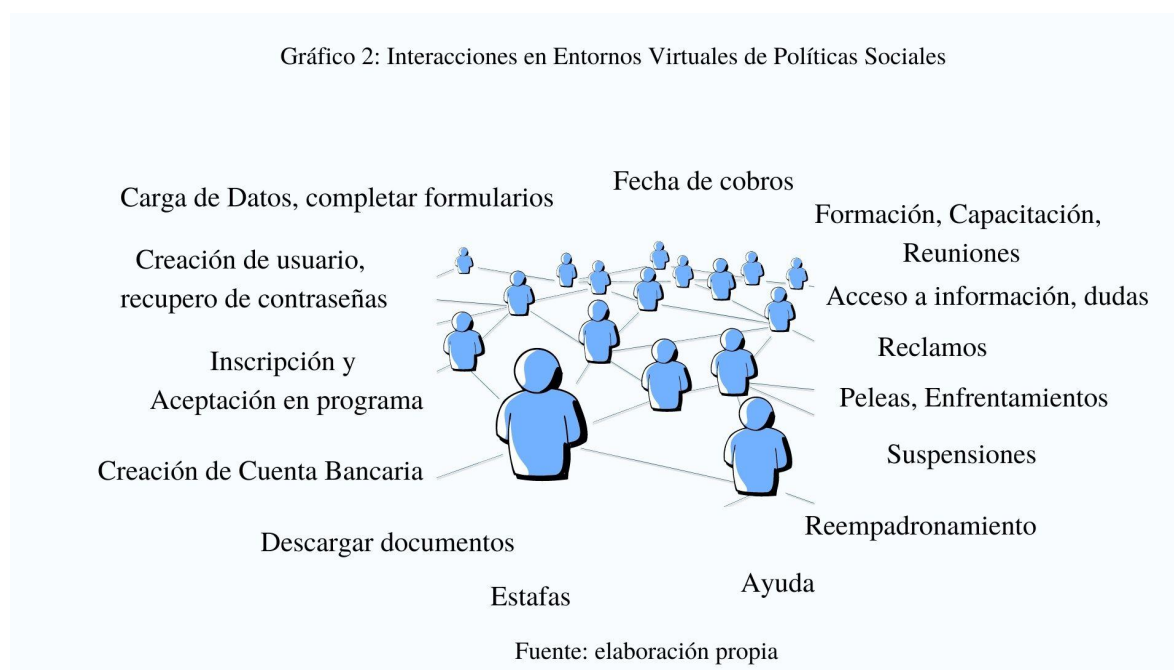 Gráfico 2: Interacciones en Entornos Virtuales de Políticas Sociales
Fecha de cobros
Carga de Datos, completar formularios
Formación, Capacitación,
Reuniones
Creación de usuario,
recupero de contraseñas
Acceso a información, dudas
Reclamos
Inscripción y
Aceptación en programa
Peleas, Enfrentamientos
Suspensiones
Creación de Cuenta Bancaria
Reempadronamiento
Descargar documentos
Ayuda
Estafas
Fuente: elaboración propia